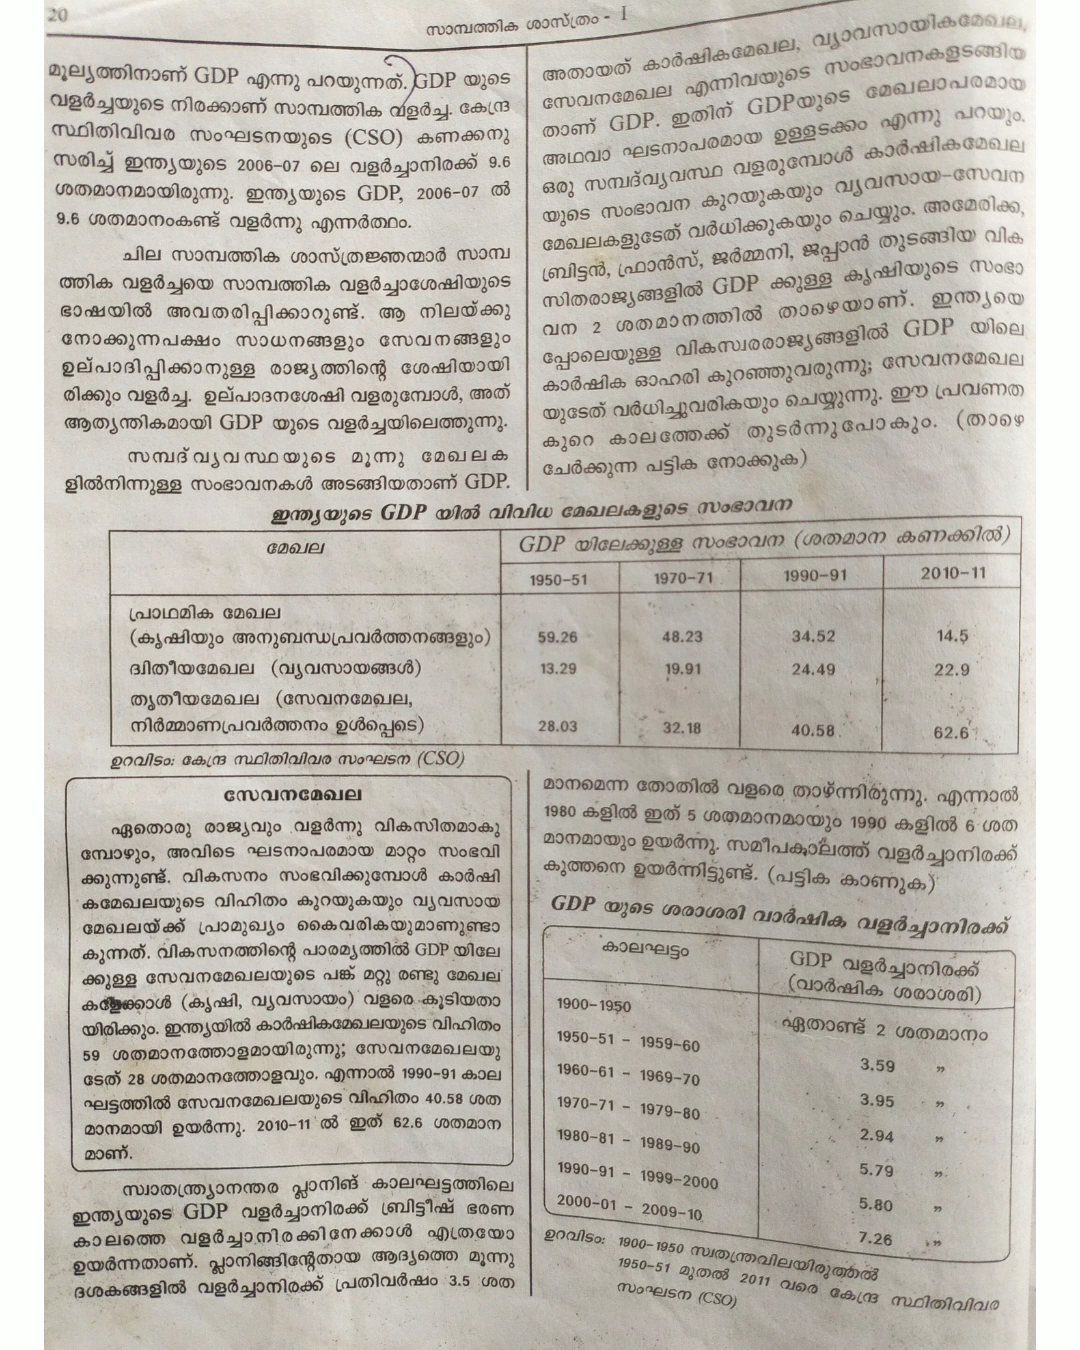 20
സാമ്പത്തിക ശാസ്ത്രം - I
മൂല്യത്തിനാണ് GDP എന്നു പറയുന്നത്. GDP യുടെ
വളർച്ചയുടെ നിരക്കാണ് സാമ്പത്തിക വളർച്ച. കേന്ദ്ര
സ്ഥിതിവിവര സംഘടനയുടെ (CSO) കണക്കനു
സരിച്ച് ഇന്ത്യയുടെ 2006-07 ലെ വളർച്ചാനിരക്ക് 9.6
ശതമാനമായിരുന്നു. ഇന്ത്യയുടെ GDP, 2006-07 ൽ
9.6 ശതമാനംകണ്ട് വളർന്നു എന്നർത്ഥം.
ചില സാമ്പത്തിക ശാസ്ത്രജ്ഞന്മാർ സാമ്പ
ത്തിക വളർച്ചയെ സാമ്പത്തിക വളർച്ചാശേഷിയുടെ
ഭാഷയിൽ അവതരിപ്പിക്കാറുണ്ട്. ആ നിലയ്ക്കു
നോക്കുന്നപക്ഷം സാധനങ്ങളും സേവനങ്ങളും
ഉല്പാദിപ്പിക്കാനുള്ള രാജ്യത്തിന്റെ ശേഷിയായി
രിക്കും വളർച്ച. ഉല്പാദനശേഷി വളരുമ്പോൾ, അത്
ആത്യന്തികമായി GDP യുടെ വളർച്ചയിലെത്തുന്നു.
സമ്പദ്‌വ്യവസ്ഥയുടെ മൂന്നു മേഖലക
ളിൽനിന്നുള്ള സംഭാവനകൾ അടങ്ങിയതാണ് GDP.
അതായത് കാർഷികമേഖല, വ്യാവസായികമേഖല,
സേവനമേഖല എന്നിവയുടെ സംഭാവനകളടങ്ങിയ
താണ് GDP. ഇതിന് GDPയുടെ മേഖലാപരമായ
അഥവാ ഘടനാപരമായ ഉള്ളടക്കം എന്നു പറയും.
ഒരു സമ്പദ്‌വ്യവസ്ഥ വളരുമ്പോൾ കാർഷികമേഖല
യുടെ സംഭാവന കുറയുകയും വ്യവസായ-സേവന
മേഖലകളുടേത് വർധിക്കുകയും ചെയ്യും. അമേരിക്ക,
ബ്രിട്ടൻ, ഫ്രാൻസ്, ജർമ്മനി, ജപ്പാൻ തുടങ്ങിയ വിക
സിതരാജ്യങ്ങളിൽ GDP ക്കുള്ള കൃഷിയുടെ സംഭാ
വന 2 ശതമാനത്തിൽ താഴെയാണ്. ഇന്ത്യയെ
പ്പോലെയുള്ള വികസ്വരരാജ്യങ്ങളിൽ GDP യിലെ
കാർഷിക ഓഹരി കുറഞ്ഞുവരുന്നു; സേവനമേഖല
യുടേത് വർധിച്ചുവരികയും ചെയ്യുന്നു. ഈ പ്രവണത
കുറെ കാലത്തേക്ക് തുടർന്നുപോകും. (താഴെ
ചേർക്കുന്ന പട്ടിക നോക്കുക)
ഇന്ത്യയുടെ GDP യിൽ വിവിധ മേഖലകളുടെ സംഭാവന
മേഖല GDP യിലേക്കുള്ള സംഭാവന (ശതമാന കണക്കിൽ)
1950-51 1970-71 1990-91 2010-11
പ്രാഥമിക മേഖല
(കൃഷിയും അനുബന്ധപ്രവർത്തനങ്ങളും) 59.26 48.23 34.52 14.5
ദ്വിതീയമേഖല (വ്യവസായങ്ങൾ) 13.29 19.91 24.49 22.9
തൃതീയമേഖല (സേവനമേഖല,
നിർമ്മാണപ്രവർത്തനം ഉൾപ്പെടെ) 28.03 32.18 40.58 62.6
ഉറവിടം: കേന്ദ്ര സ്ഥിതിവിവര സംഘടന (CSO)
സേവനമേഖല
ഏതൊരു രാജ്യവും വളർന്നു വികസിതമാകു
മ്പോഴും, അവിടെ ഘടനാപരമായ മാറ്റം സംഭവി
ക്കുന്നുണ്ട്. വികസനം സംഭവിക്കുമ്പോൾ കാർഷി
കമേഖലയുടെ വിഹിതം കുറയുകയും വ്യവസായ
മേഖലയ്ക്ക് പ്രാമുഖ്യം കൈവരികയുമാണുണ്ടാ
കുന്നത്. വികസനത്തിന്റെ പാരമ്യത്തിൽ GDP യിലേ
ക്കുള്ള സേവനമേഖലയുടെ പങ്ക് മറ്റു രണ്ടു മേഖല
കളേക്കാൾ (കൃഷി, വ്യവസായം) വളരെ കൂടിയതാ
യിരിക്കും. ഇന്ത്യയിൽ കാർഷികമേഖലയുടെ വിഹിതം
59 ശതമാനത്തോളമായിരുന്നു; സേവനമേഖലയു
ടേത് 28 ശതമാനത്തോളവും. എന്നാൽ 1990-91 കാല
ഘട്ടത്തിൽ സേവനമേഖലയുടെ വിഹിതം 40.58 ശത
മാനമായി ഉയർന്നു. 2010-11 ൽ ഇത് 62.6 ശതമാന
മാണ്.
സ്വാതന്ത്ര്യാനന്തര പ്ലാനിങ് കാലഘട്ടത്തിലെ
ഇന്ത്യയുടെ GDP വളർച്ചാനിരക്ക് ബ്രിട്ടീഷ് ഭരണ
കാലത്തെ വളർച്ചാനിരക്കിനേക്കാൾ എത്രയോ
ഉയർന്നതാണ്. പ്ലാനിങ്ങിന്റേതായ ആദ്യത്തെ മൂന്നു
ദശകങ്ങളിൽ വളർച്ചാനിരക്ക് പ്രതിവർഷം 3.5 ശത
മാനമെന്ന തോതിൽ വളരെ താഴ്ന്നിരുന്നു. എന്നാൽ
1980 കളിൽ ഇത് 5 ശതമാനമായും 1990 കളിൽ 6 ശത
മാനമായും ഉയർന്നു. സമീപകാലത്ത് വളർച്ചാനിരക്ക്
കുത്തനെ ഉയർന്നിട്ടുണ്ട്. (പട്ടിക കാണുക)
GDP യുടെ ശരാശരി വാർഷിക വളർച്ചാനിരക്ക്
കാലഘട്ടം GDP വളർച്ചാനിരക്ക്
(വാർഷിക ശരാശരി)
1900-1950 ഏതാണ്ട് 2 ശതമാനം
1950-51 - 1959-60 3.59 ”
1960-61 - 1969-70 3.95 ”
1970-71 - 1979-80 2.94 ”
1980-81 - 1989-90 5.79 ”
1990-91 - 1999-2000 5.80 ”
2000-01 - 2009-10 7.26 ”
ഉറവിടം: 1900-1950 സ്വതന്ത്രവിലയിരുത്തൽ
1950-51 മുതൽ 2011 വരെ കേന്ദ്ര സ്ഥിതിവിവര
സംഘടന (CSO)